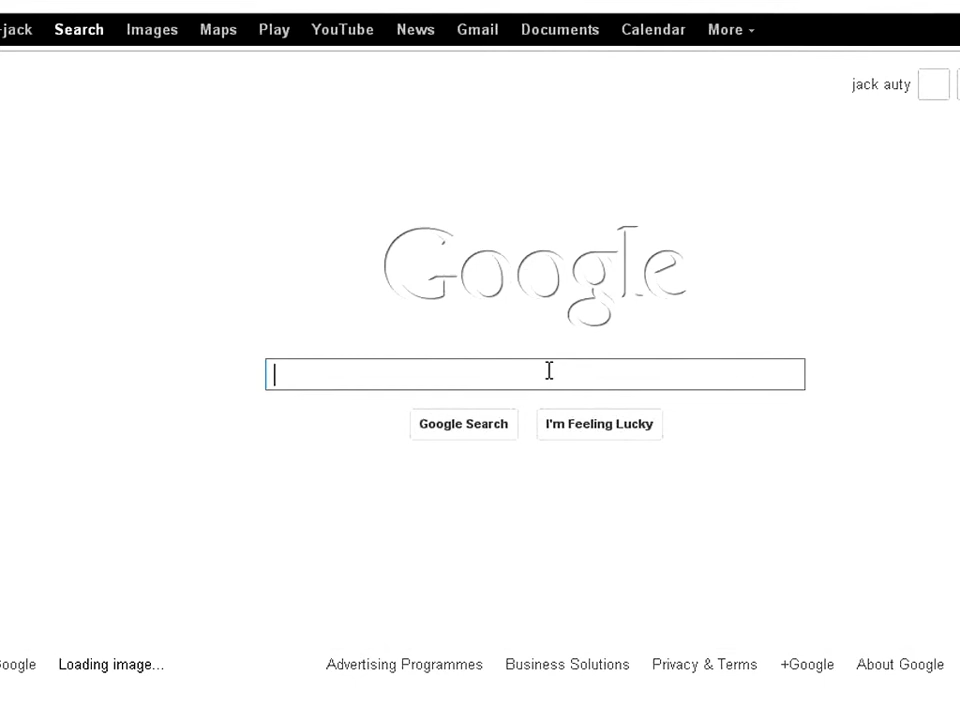 -jack Search Images Maps Play YouTube News Gmail Documents Calendar More
jack auty
Google
Google Search I'm Feeling Lucky
oogle Loading image... Advertising Programmes Business Solutions Privacy & Terms +Google About Google